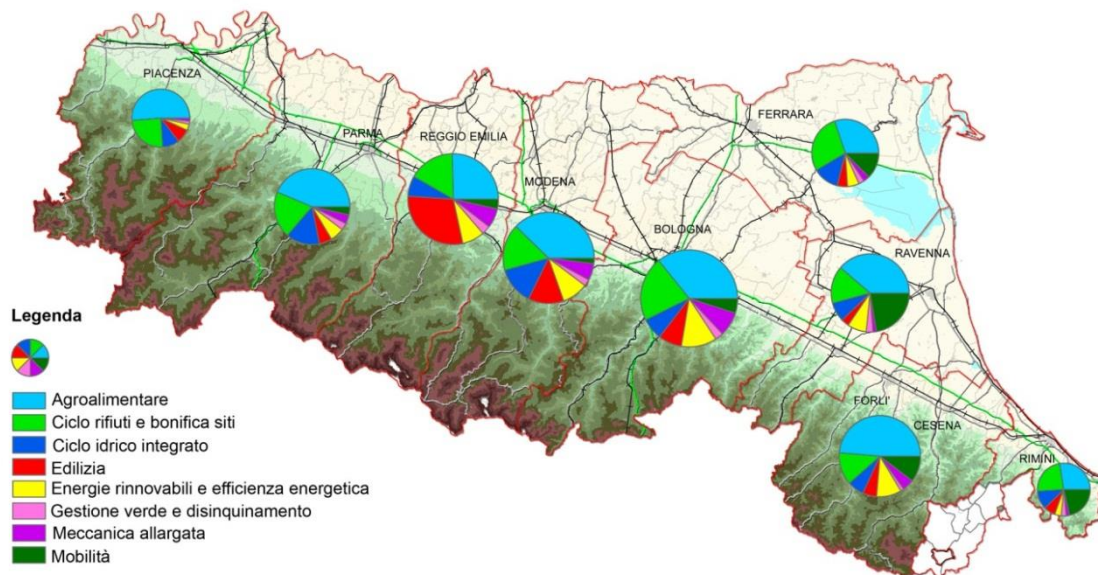 PIACENZA
PARMA
REGGIO EMILIA
MODENA
BOLOGNA
FERRARA
RAVENNA
FORLI'
CESENA
RIMINI
Legenda
Agroalimentare
Ciclo rifiuti e bonifica siti
Ciclo idrico integrato
Edilizia
Energie rinnovabili e efficienza energetica
Gestione verde e disinquinamento
Meccanica allargata
Mobilità